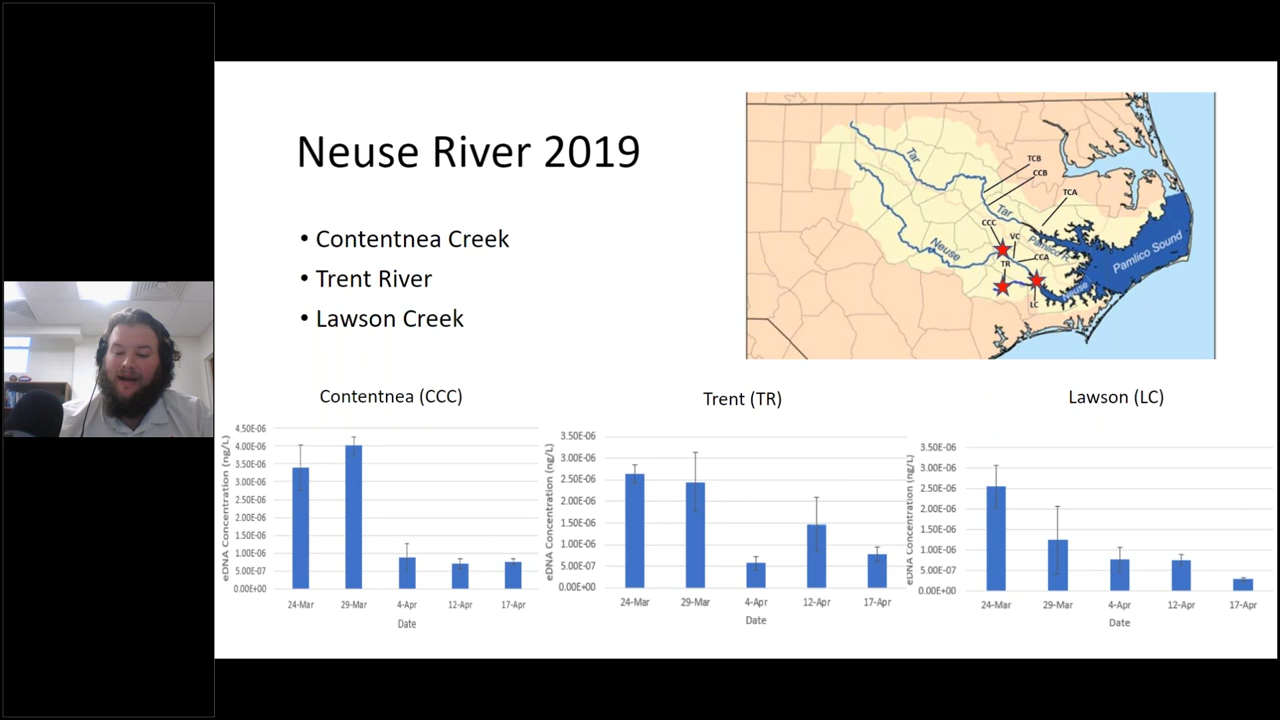 Neuse River 2019
• Contentnea Creek
• Trent River
• Lawson Creek
Tar
TCB
CCB
TCA
Tar
CCC
VC
Neuse
TR
CCA
LC
Neuse
Pamlico Sound
Contentnea (CCC)
eDNA Concentration (ng/L)
4.50E-06
4.00E-06
3.50E-06
3.00E-06
2.50E-06
2.00E-06
1.50E-06
1.00E-06
5.00E-07
0.00E+00
24-Mar 29-Mar 4-Apr 12-Apr 17-Apr
Date
Trent (TR)
eDNA Concentration (ng/L)
3.50E-06
3.00E-06
2.50E-06
2.00E-06
1.50E-06
1.00E-06
5.00E-07
0.00E+00
24-Mar 29-Mar 4-Apr 12-Apr 17-Apr
Date
Lawson (LC)
eDNA Concentration (ng/L)
3.50E-06
3.00E-06
2.50E-06
2.00E-06
1.50E-06
1.00E-06
5.00E-07
0.00E+00
24-Mar 29-Mar 4-Apr 12-Apr 17-Apr
Date